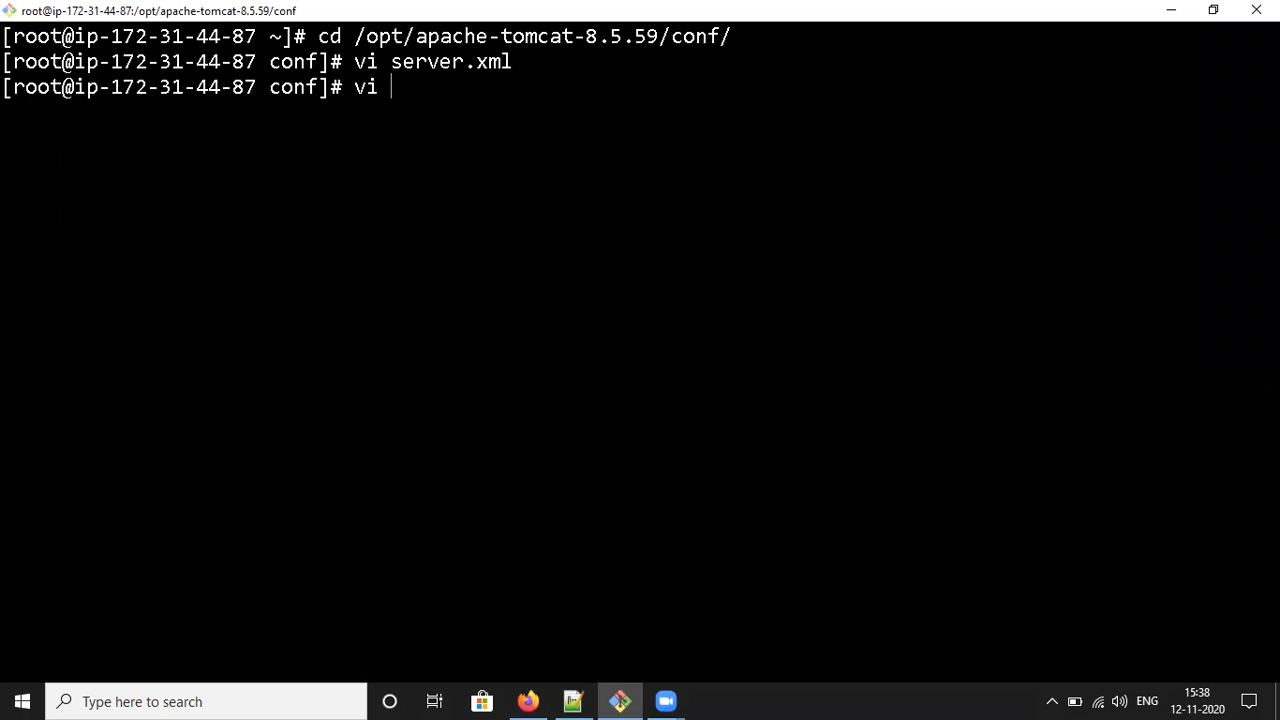 root@ip-172-31-44-87:/opt/apache-tomcat-8.5.59/conf
[root@ip-172-31-44-87 ~]# cd /opt/apache-tomcat-8.5.59/conf/
[root@ip-172-31-44-87 conf]# vi server.xml
[root@ip-172-31-44-87 conf]# vi
Type here to search
ENG
15:38
12-11-2020